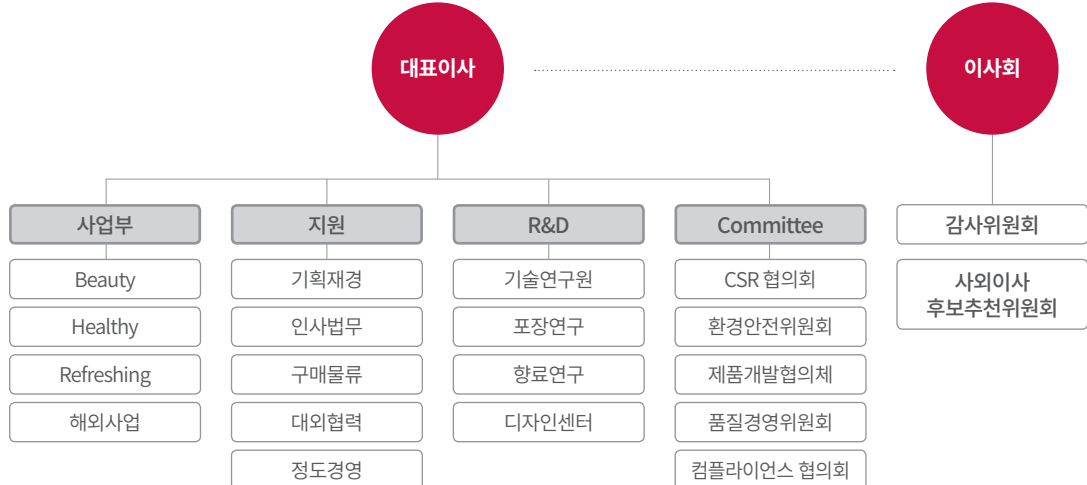 대표이사
이사회
사업부
Beauty
Healthy
Refreshing
해외사업
지원
기획재경
인사법무
구매물류
대외협력
정도경영
R&D
기술연구원
포장연구
향료연구
디자인센터
Committee
CSR 협의회
환경안전위원회
제품개발협의체
품질경영위원회
컴플라이언스 협의회
감사위원회
사외이사
후보추천위원회